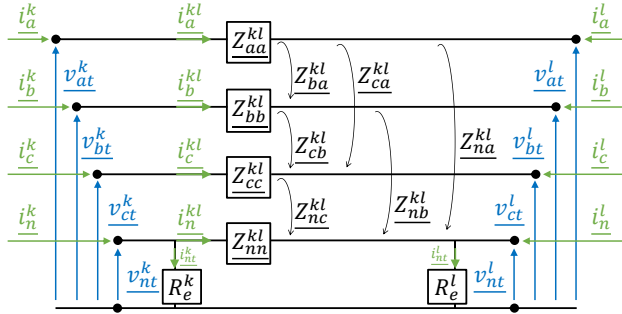 i_a^k i_a^{kl} Z_{aa}^{kl} i_a^l
v_{at}^k Z_{ba}^{kl} Z_{ca}^{kl} v_{at}^l
i_b^k i_b^{kl} Z_{bb}^{kl} i_b^l
v_{bt}^k Z_{cb}^{kl} Z_{na}^{kl} v_{bt}^l
i_c^k i_c^{kl} Z_{cc}^{kl} i_c^l
v_{ct}^k Z_{nc}^{kl} Z_{nb}^{kl} v_{ct}^l
i_n^k i_n^{kl} Z_{nn}^{kl} i_n^l
v_{nt}^k i_{nt}^k i_{nt}^l v_{nt}^l
R_e^k R_e^l